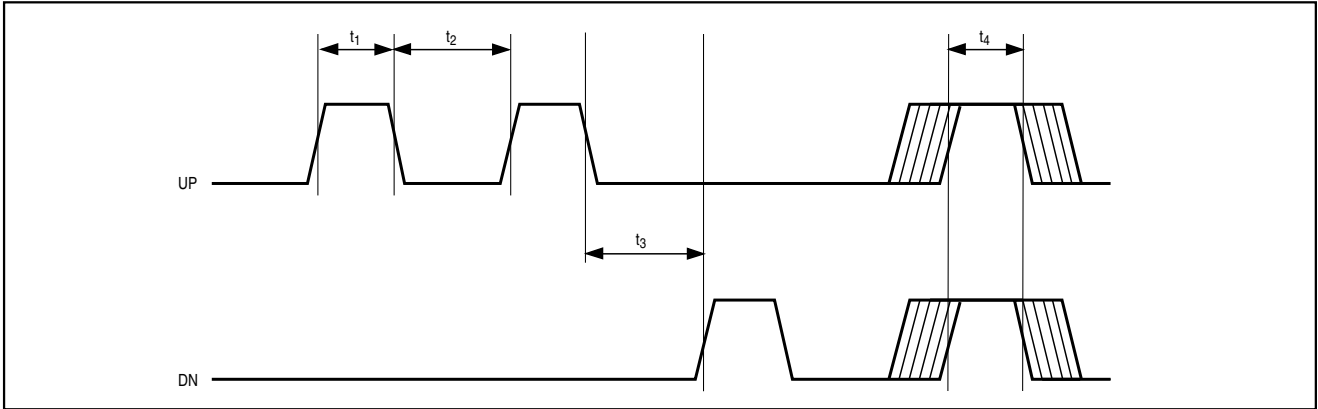 t₁ t₂ t₄
UP
t₃
DN